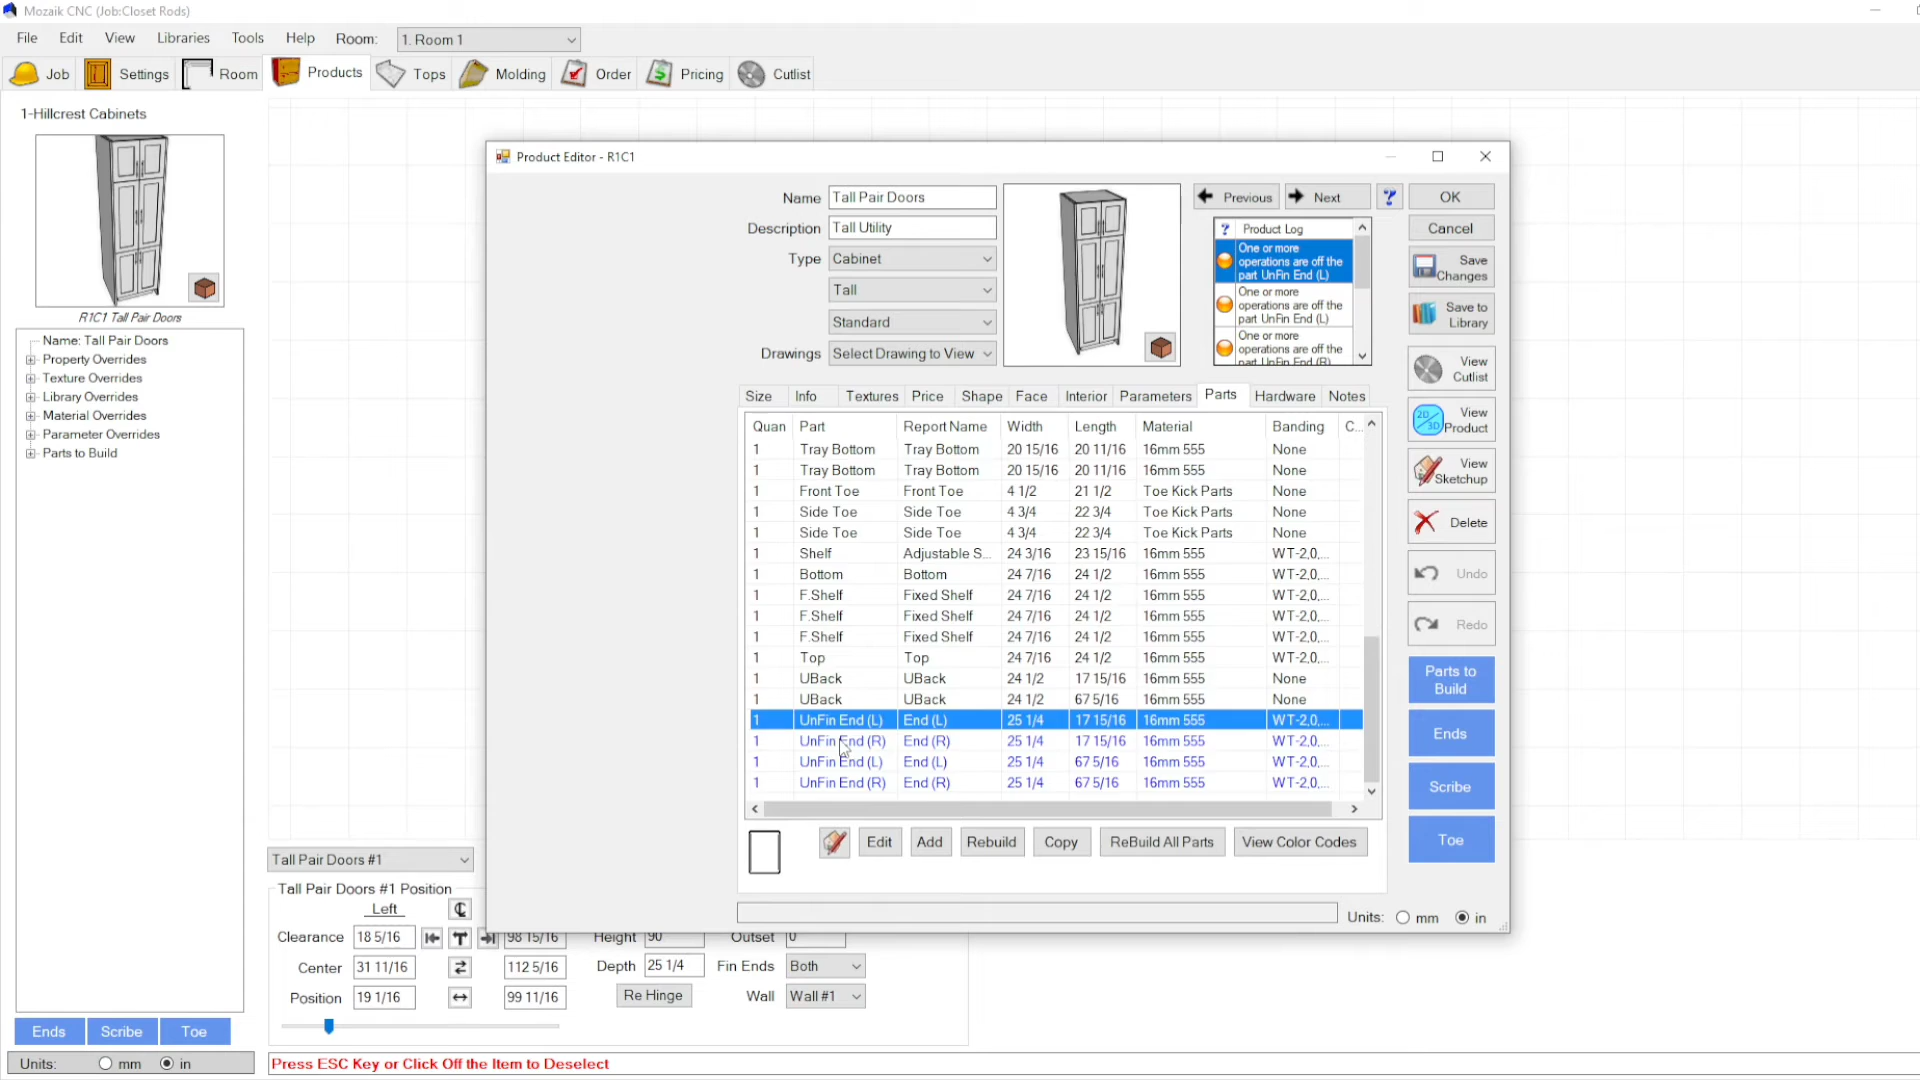 Mozaik CNC (Job:Closet Rods)
File Edit View Libraries Tools Help Room: 1. Room 1
Job Settings Room Products Tops Molding Order Pricing Cutlist
1-Hillcrest Cabinets
R1C1 Tall Pair Doors
Name: Tall Pair Doors
Property Overrides
Texture Overrides
Library Overrides
Material Overrides
Parameter Overrides
Parts to Build
Ends Scribe Toe
Units: mm in
Product Editor - R1C1
Name Tall Pair Doors
Description Tall Utility
Type Cabinet
Tall
Standard
Drawings Select Drawing to View
Previous Next ?
? Product Log
One or more
operations are off the
part UnFin End (L)
One or more
operations are off the
part UnFin End (L)
One or more
operations are off the
part UnFin End (R)
OK
Cancel
Save
Changes
Save to
Library
View
Cutlist
2D/3D View
Product
View
Sketchup
Delete
Undo
Redo
Parts to
Build
Ends
Scribe
Toe
Size Info Textures Price Shape Face Interior Parameters Parts Hardware Notes
Quan Part Report Name Width Length Material Banding C...
1 Tray Bottom Tray Bottom 20 15/16 20 11/16 16mm 555 None
1 Tray Bottom Tray Bottom 20 15/16 20 11/16 16mm 555 None
1 Front Toe Front Toe 4 1/2 21 1/2 Toe Kick Parts None
1 Side Toe Side Toe 4 3/4 22 3/4 Toe Kick Parts None
1 Side Toe Side Toe 4 3/4 22 3/4 Toe Kick Parts None
1 Shelf Adjustable S... 24 3/16 23 15/16 16mm 555 WT-2,0,...
1 Bottom Bottom 24 7/16 24 1/2 16mm 555 WT-2,0,...
1 F.Shelf Fixed Shelf 24 7/16 24 1/2 16mm 555 WT-2,0,...
1 F.Shelf Fixed Shelf 24 7/16 24 1/2 16mm 555 WT-2,0,...
1 F.Shelf Fixed Shelf 24 7/16 24 1/2 16mm 555 WT-2,0,...
1 Top Top 24 7/16 24 1/2 16mm 555 WT-2,0,...
1 UBack UBack 24 1/2 17 15/16 16mm 555 None
1 UBack UBack 24 1/2 67 5/16 16mm 555 None
1 UnFin End (L) End (L) 25 1/4 17 15/16 16mm 555 WT-2,0,...
1 UnFin End (R) End (R) 25 1/4 17 15/16 16mm 555 WT-2,0,...
1 UnFin End (L) End (L) 25 1/4 67 5/16 16mm 555 WT-2,0,...
1 UnFin End (R) End (R) 25 1/4 67 5/16 16mm 555 WT-2,0,...
Edit Add Rebuild Copy ReBuild All Parts View Color Codes
Units: mm in
Tall Pair Doors #1
Tall Pair Doors #1 Position
Left
Clearance 18 5/16 98 15/16 Height 90 Outset 0
Center 31 11/16 112 5/16 Depth 25 1/4 Fin Ends Both
Position 19 1/16 99 11/16 Re Hinge Wall Wall #1
Press ESC Key or Click Off the Item to Deselect